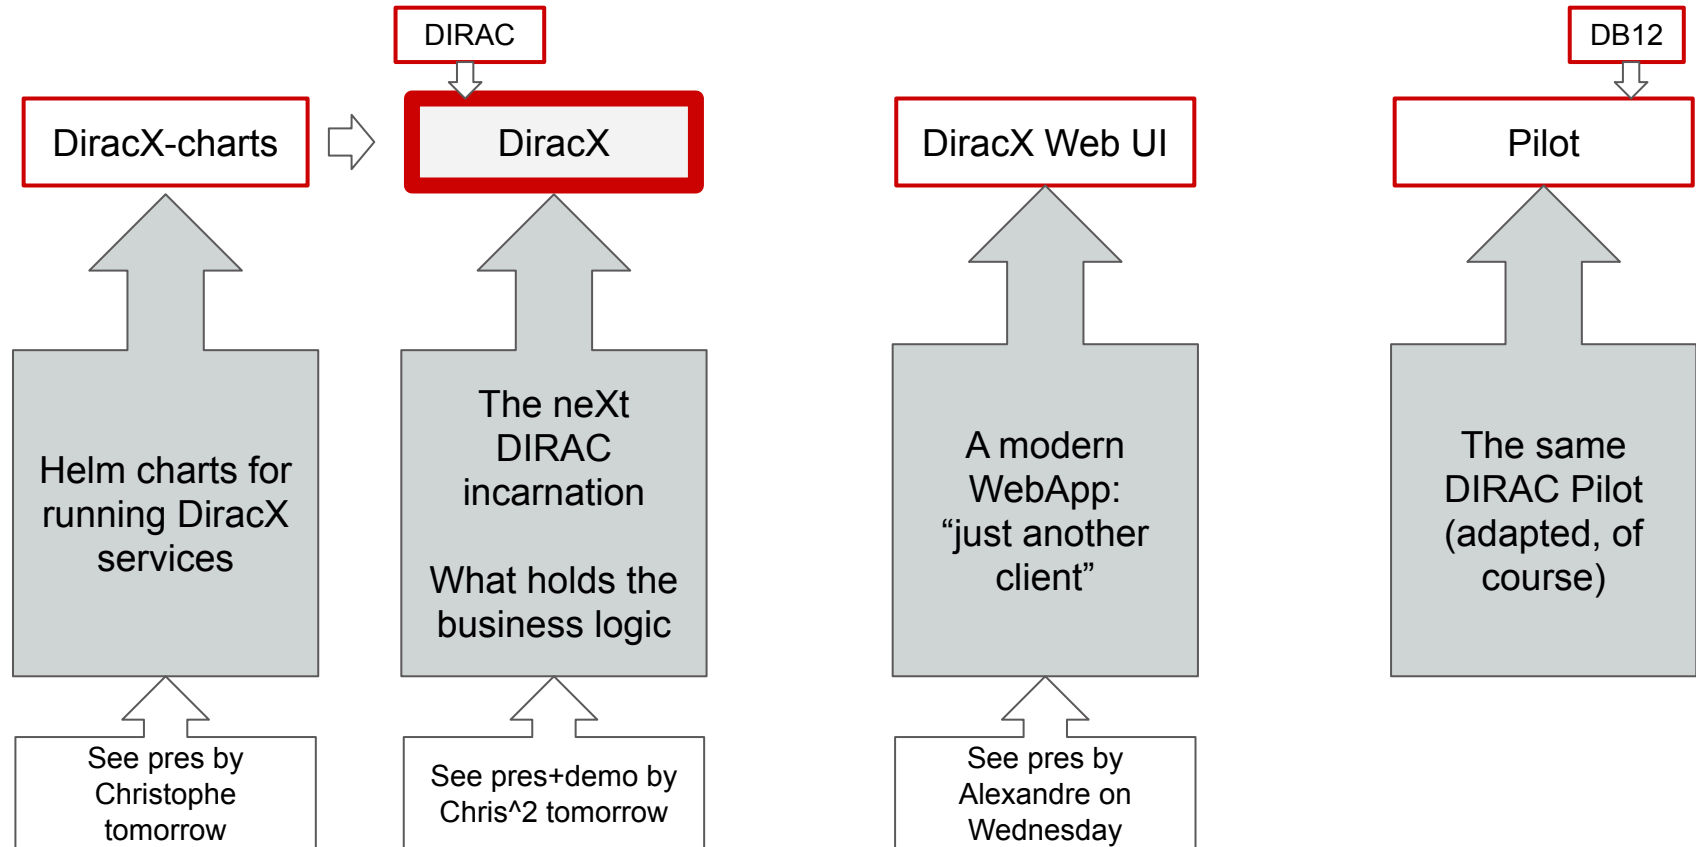 DIRAC
DB12
DiracX-charts
DiracX
DiracX Web UI
Pilot
Helm charts for
running DiracX
services
The neXt
DIRAC
incarnation
What holds the
business logic
A modern
WebApp:
“just another
client”
The same
DIRAC Pilot
(adapted, of
course)
See pres by
Christophe
tomorrow
See pres+demo by
Chris^2 tomorrow
See pres by
Alexandre on
Wednesday